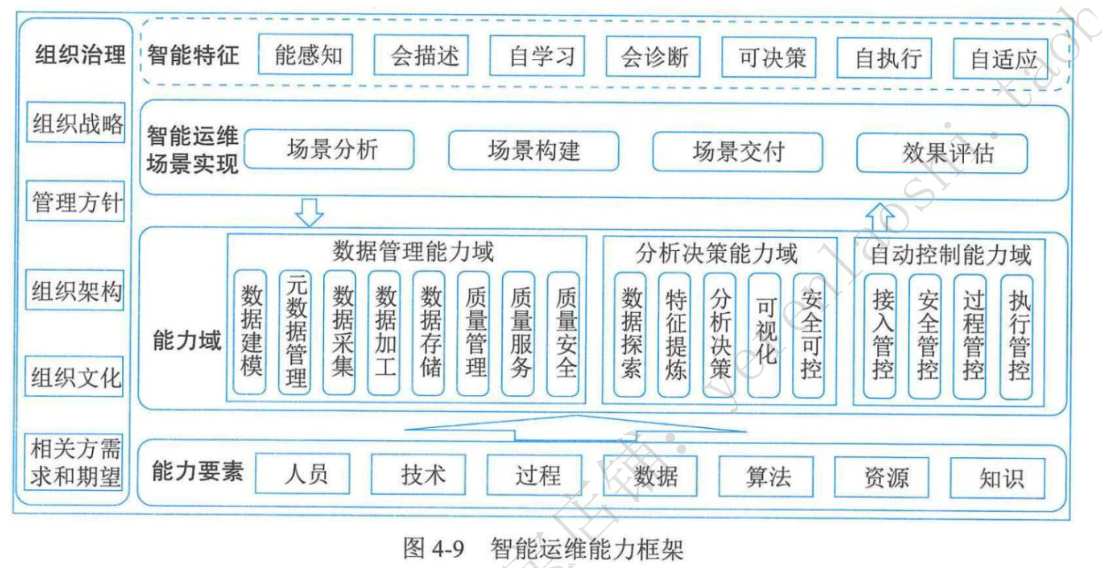 组织治理
组织战略
管理方针
组织架构
组织文化
相关方需
求和期望
智能特征
能感知
会描述
自学习
会诊断
可决策
自执行
自适应
智能运维
场景实现
场景分析
场景构建
场景交付
效果评估
能力域
数据管理能力域
数据建模
元数据管理
数据采集
数据加工
数据存储
质量管理
质量服务
质量安全
分析决策能力域
数据探索
特征提炼
分析决策
可视化
安全可控
自动控制能力域
接入管控
安全管控
过程管控
执行管控
能力要素
人员
技术
过程
数据
算法
资源
知识
图 4-9 智能运维能力框架